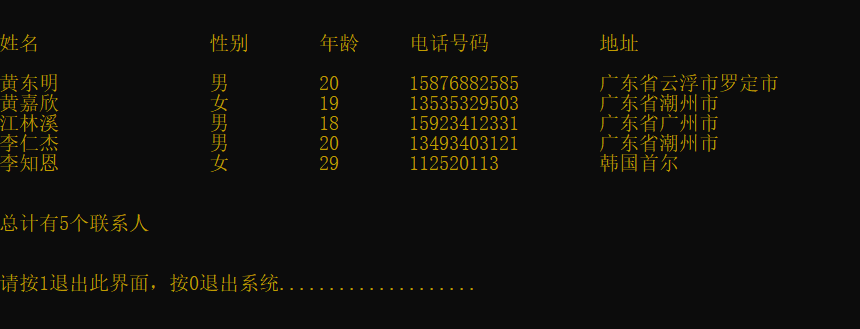 姓名 性别 年龄 电话号码 地址
黄东明 男 20 15876882585 广东省云浮市罗定市
黄嘉欣 女 19 13535329503 广东省潮州市
江林溪 男 18 15923412331 广东省广州市
李仁杰 男 20 13493403121 广东省潮州市
李知恩 女 29 112520113 韩国首尔
总计有5个联系人
请按1退出此界面，按0退出系统....................